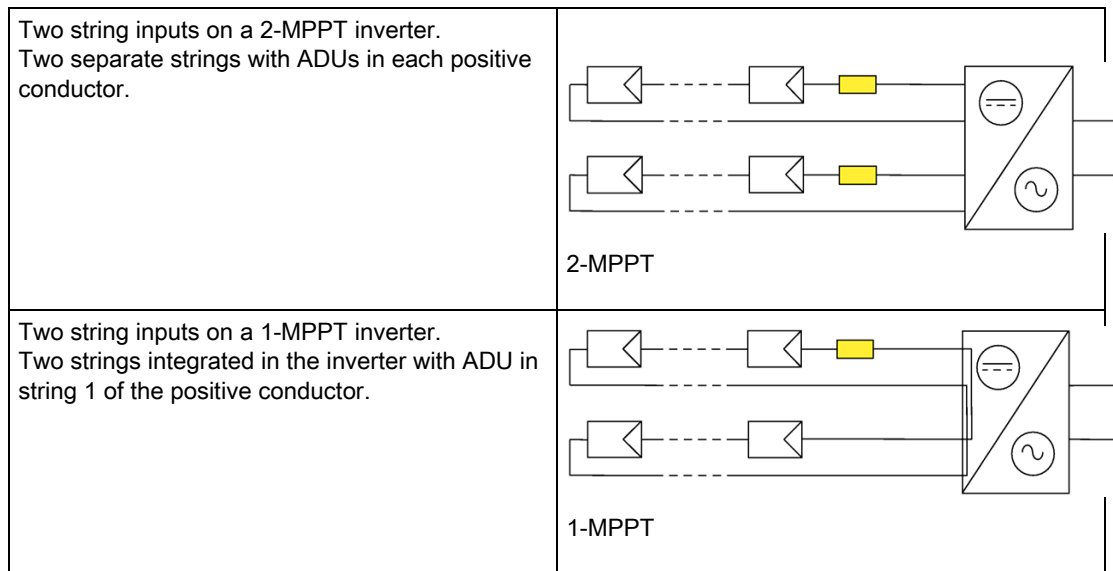 Two string inputs on a 2-MPPT inverter.
Two separate strings with ADUs in each positive
conductor.
2-MPPT
Two string inputs on a 1-MPPT inverter.
Two strings integrated in the inverter with ADU in
string 1 of the positive conductor.
1-MPPT